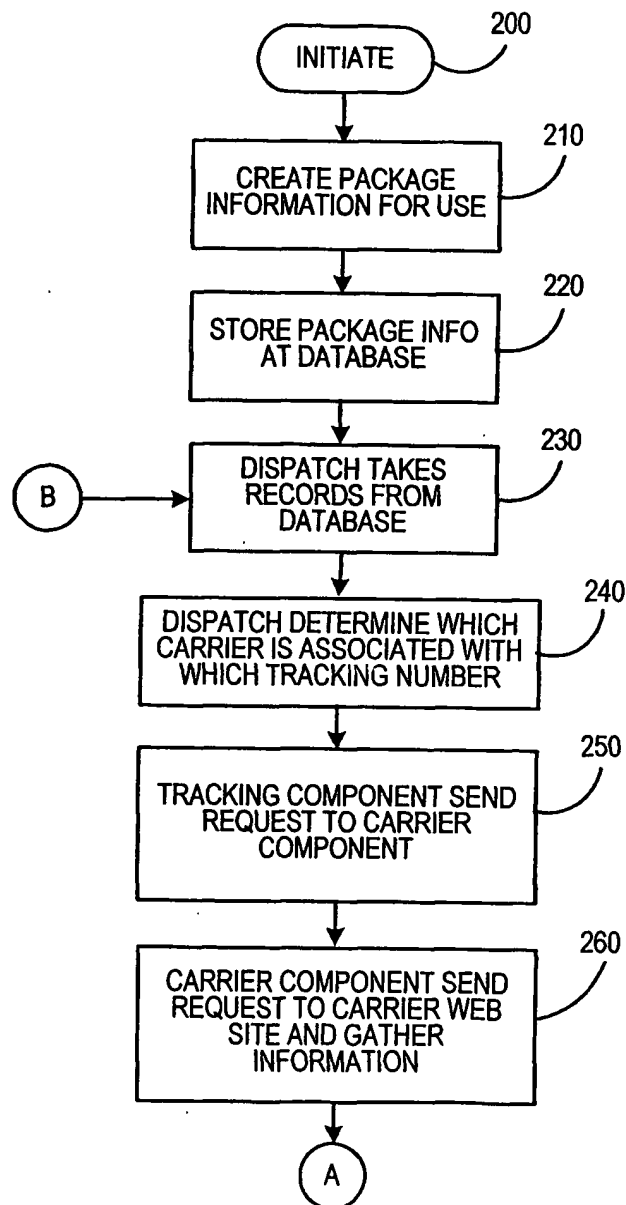 200
INITIATE
210
CREATE PACKAGE
INFORMATION FOR USE
220
STORE PACKAGE INFO
AT DATABASE
230
B
DISPATCH TAKES
RECORDS FROM
DATABASE
240
DISPATCH DETERMINE WHICH
CARRIER IS ASSOCIATED WITH
WHICH TRACKING NUMBER
250
TRACKING COMPONENT SEND
REQUEST TO CARRIER
COMPONENT
260
CARRIER COMPONENT SEND
REQUEST TO CARRIER WEB
SITE AND GATHER
INFORMATION
A